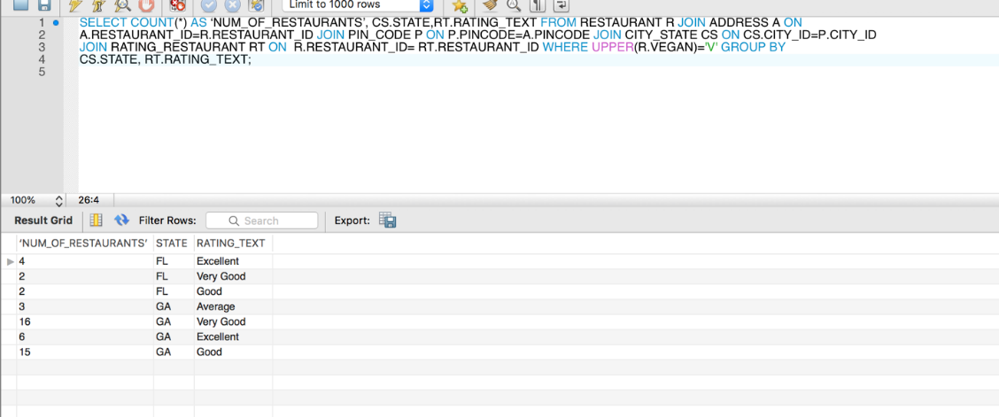 Limit to 1000 rows
1 SELECT COUNT(*) AS ‘NUM_OF_RESTAURANTS’, CS.STATE,RT.RATING_TEXT FROM RESTAURANT R JOIN ADDRESS A ON
2 A.RESTAURANT_ID=R.RESTAURANT_ID JOIN PIN_CODE P ON P.PINCODE=A.PINCODE JOIN CITY_STATE CS ON CS.CITY_ID=P.CITY_ID
3 JOIN RATING_RESTAURANT RT ON R.RESTAURANT_ID= RT.RESTAURANT_ID WHERE UPPER(R.VEGAN)='V' GROUP BY
4 CS.STATE, RT.RATING_TEXT;
5
100% 26:4
Result Grid Filter Rows: Search Export:
‘NUM_OF_RESTAURANTS’ STATE RATING_TEXT
4 FL Excellent
2 FL Very Good
2 FL Good
3 GA Average
16 GA Very Good
6 GA Excellent
15 GA Good